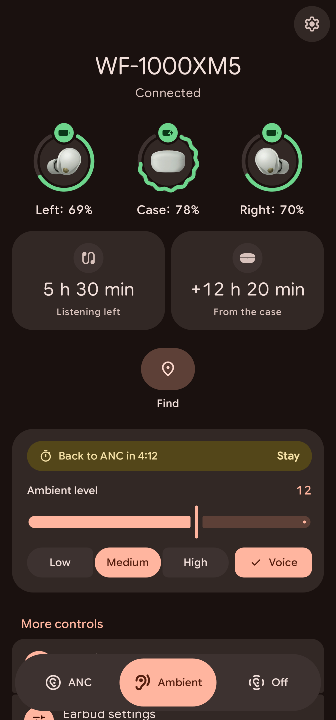 WF-1000XM5
Connected
Left: 69%
Case: 78%
Right: 70%
5 h 30 min
+12 h 20 min
Listening left
From the case
Find
Back to ANC in 4:12
Stay
Ambient level
12
Low
Medium
High
Voice
More controls
ANC
Ambient
Off
Earbud settings